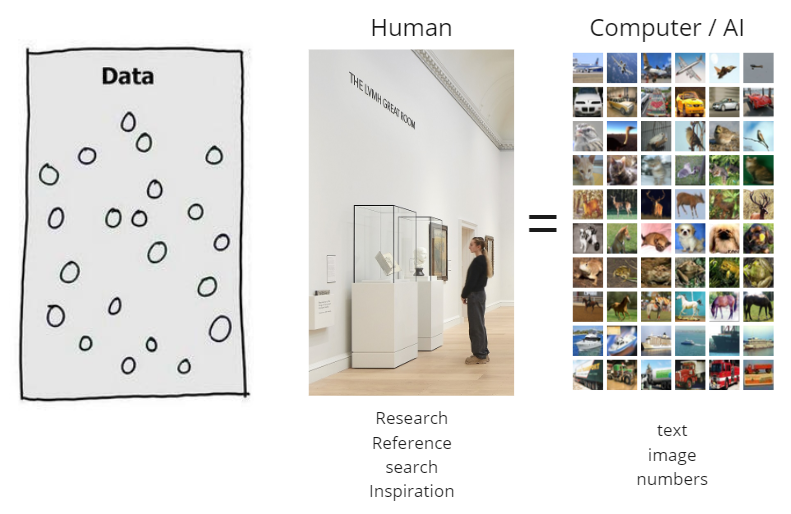 Human
Computer / AI
Data
THE LVMH GREAT ROOM
=
Research
Reference
search
Inspiration
text
image
numbers